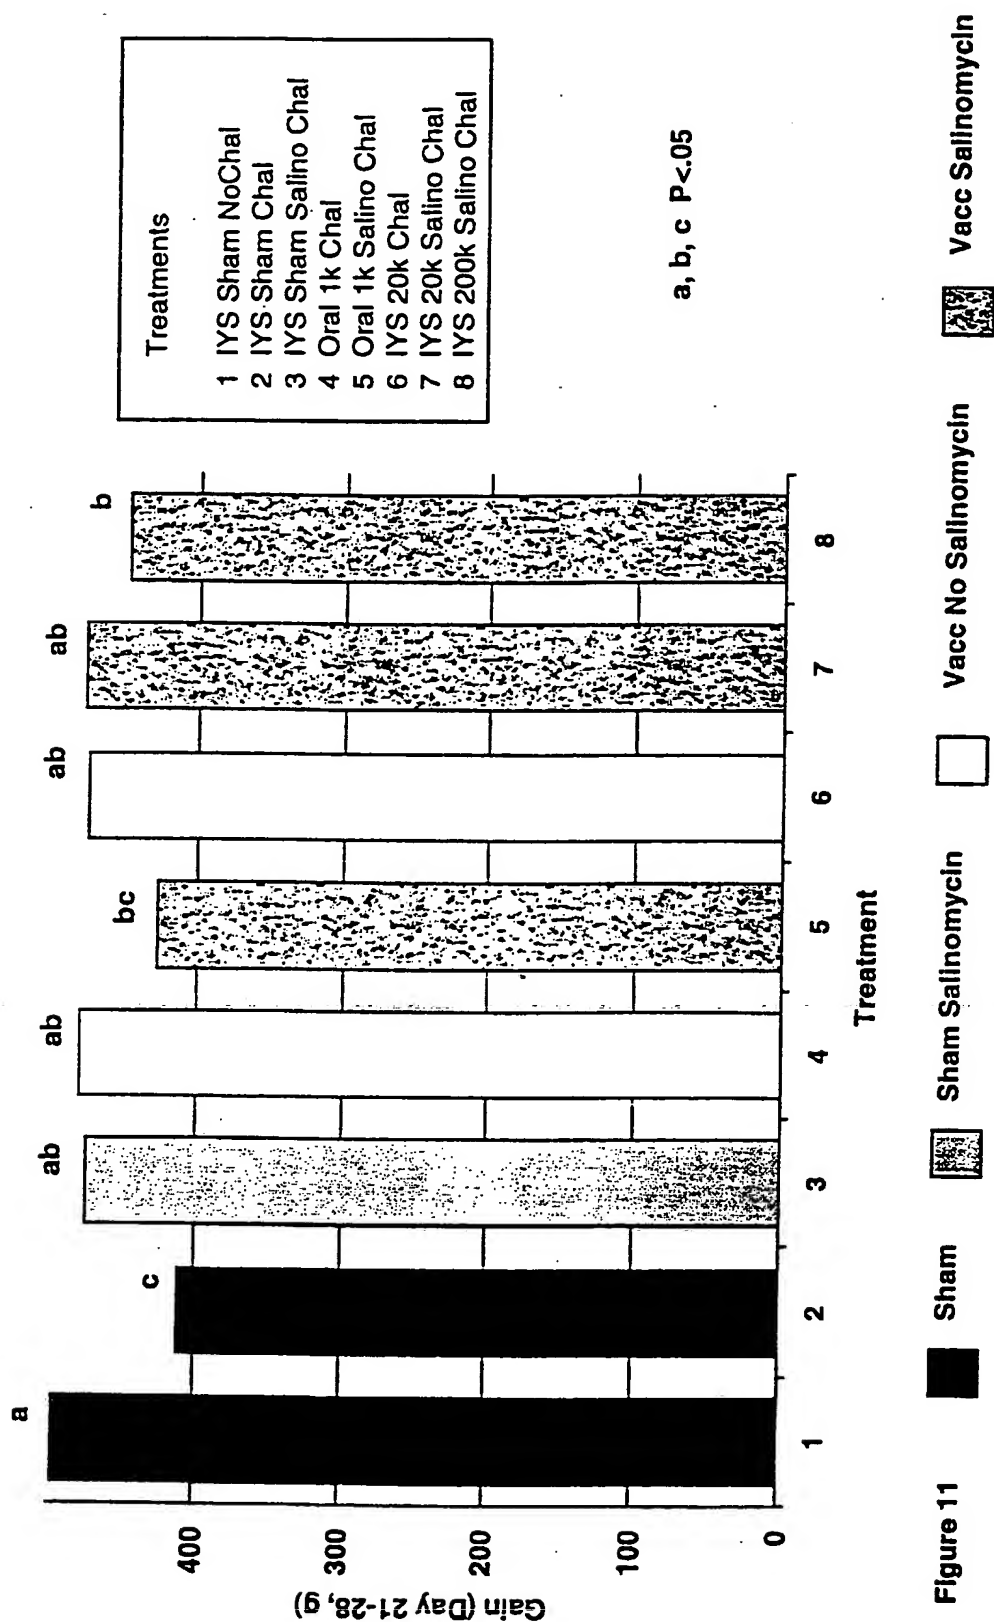 Treatments
1 IYS Sham NoChal
2 IYS·Sham Chal
3 IYS Sham Salino Chal
4 Oral 1k Chal
5 Oral 1k Salino Chal
6 IYS 20k Chal
7 IYS 20k Salino Chal
8 IYS 200k Salino Chal
a, b, c P<.05
a
c
ab
ab
bc
ab
ab
b
Gain (Day 21-28, g)
400
300
200
100
0
1 2 3 4 5 6 7 8
Treatment
Figure 11
Sham
Sham Salinomycin
Vacc No Salinomycin
Vacc Salinomycin